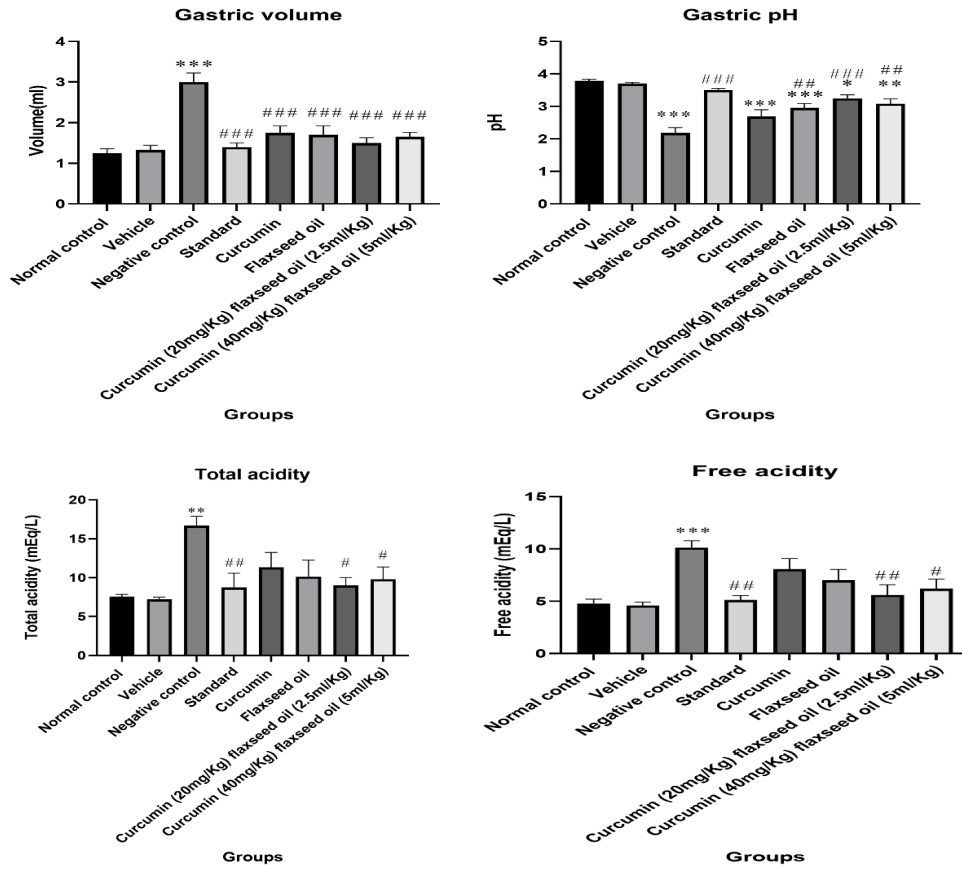 Gastric volume
Volume(ml)
4
3
2
1
0
***
###
###
###
###
###
Normal control
Vehicle
Negative control
Standard
Curcumin
Flaxseed oil
Curcumin (20mg/Kg) flaxseed oil (2.5ml/Kg)
Curcumin (40mg/Kg) flaxseed oil (5ml/Kg)
Groups
Gastric pH
pH
5
4
3
2
1
0
***
###
***
##
***
###
*
##
**
Normal control
Vehicle
Negative control
Standard
Curcumin
Flaxseed oil
Curcumin (20mg/Kg) flaxseed oil (2.5ml/Kg)
Curcumin (40mg/Kg) flaxseed oil (5ml/Kg)
Groups
Total acidity
Total acidity (mEq/L)
20
15
10
5
0
**
##
#
#
Normal control
Vehicle
Negative control
Standard
Curcumin
Flaxseed oil
Curcumin (20mg/Kg) flaxseed oil (2.5ml/Kg)
Curcumin (40mg/Kg) flaxseed oil (5ml/Kg)
Groups
Free acidity
Free acidity (mEq/L)
15
10
5
0
***
##
##
#
Normal control
Vehicle
Negative control
Standard
Curcumin
Flaxseed oil
Curcumin (20mg/Kg) flaxseed oil (2.5ml/Kg)
Curcumin (40mg/Kg) flaxseed oil (5ml/Kg)
Groups